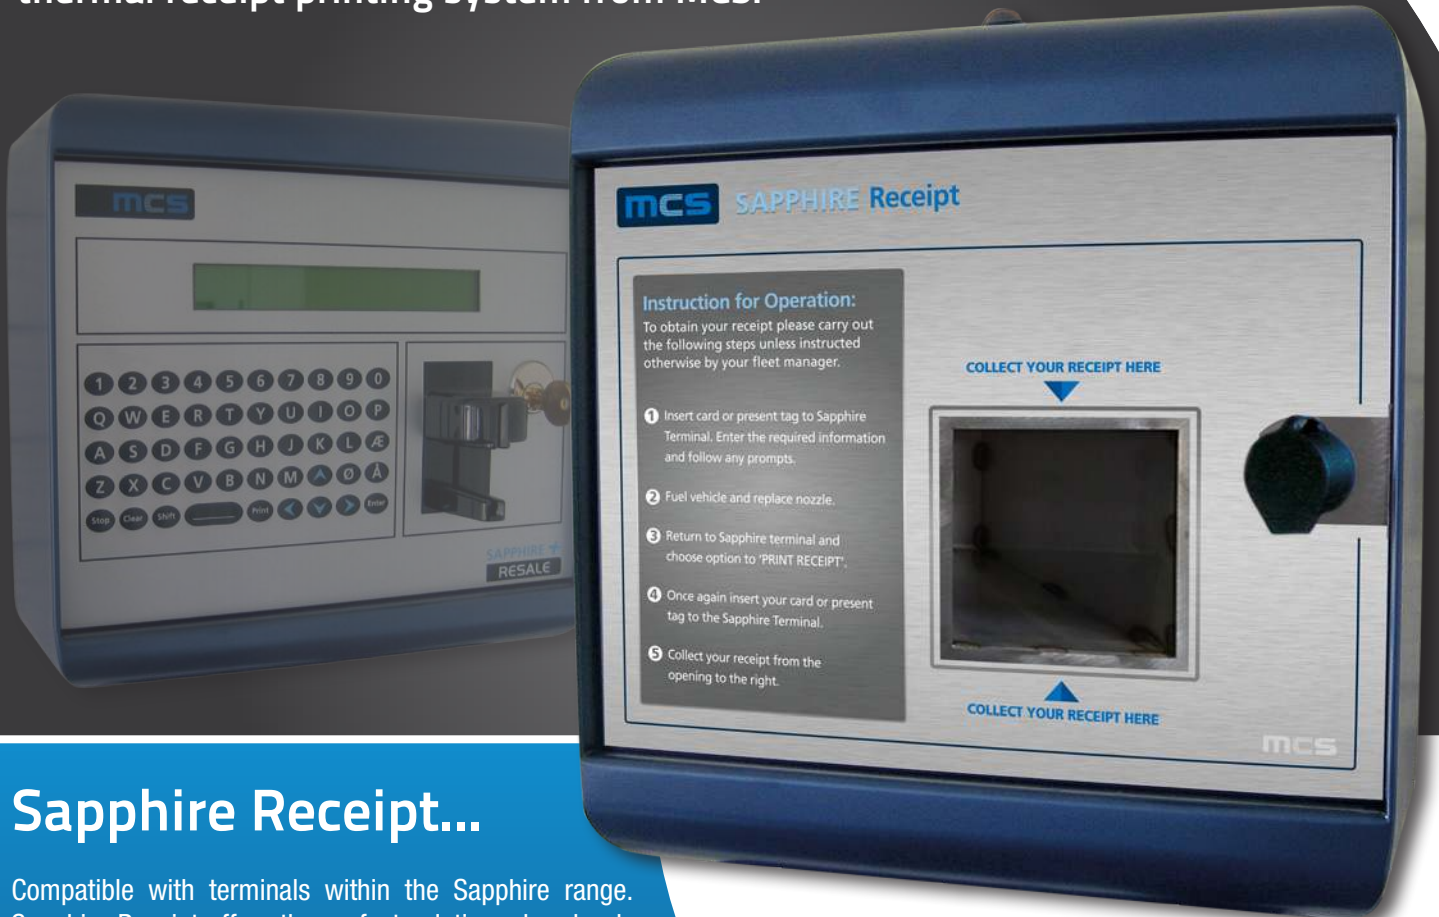 thermal receipt printing system from MCS.
mcs
1 2 3 4 5 6 7 8 9 0
Q W E R T Y U I O P
A S D F G H J K L Æ
Z X C V B N M Ø Å
Stop Clear Shift Print Enter
SAPPHIRE +
RESALE
mcs SAPPHIRE Receipt
Instruction for Operation:
To obtain your receipt please carry out
the following steps unless instructed
otherwise by your fleet manager.
1 Insert card or present tag to Sapphire
Terminal. Enter the required information
and follow any prompts.
2 Fuel vehicle and replace nozzle.
3 Return to Sapphire terminal and
choose option to ‘PRINT RECEIPT’.
4 Once again insert your card or present
tag to the Sapphire Terminal.
5 Collect your receipt from the
opening to the right.
COLLECT YOUR RECEIPT HERE
COLLECT YOUR RECEIPT HERE
mcs
Sapphire Receipt...
Compatible with terminals within the Sapphire range.